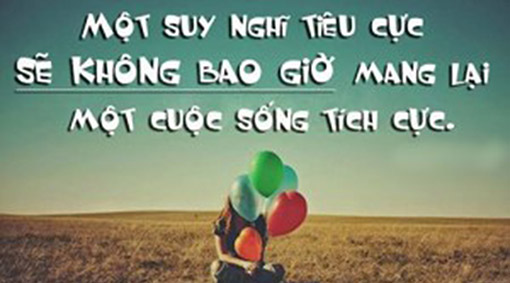 MỘT SUY NGHĨ TIÊU CỰC
SẼ KHÔNG BAO GIỜ MANG LẠI
MỘT CUỘC SỐNG TÍCH CỰC.